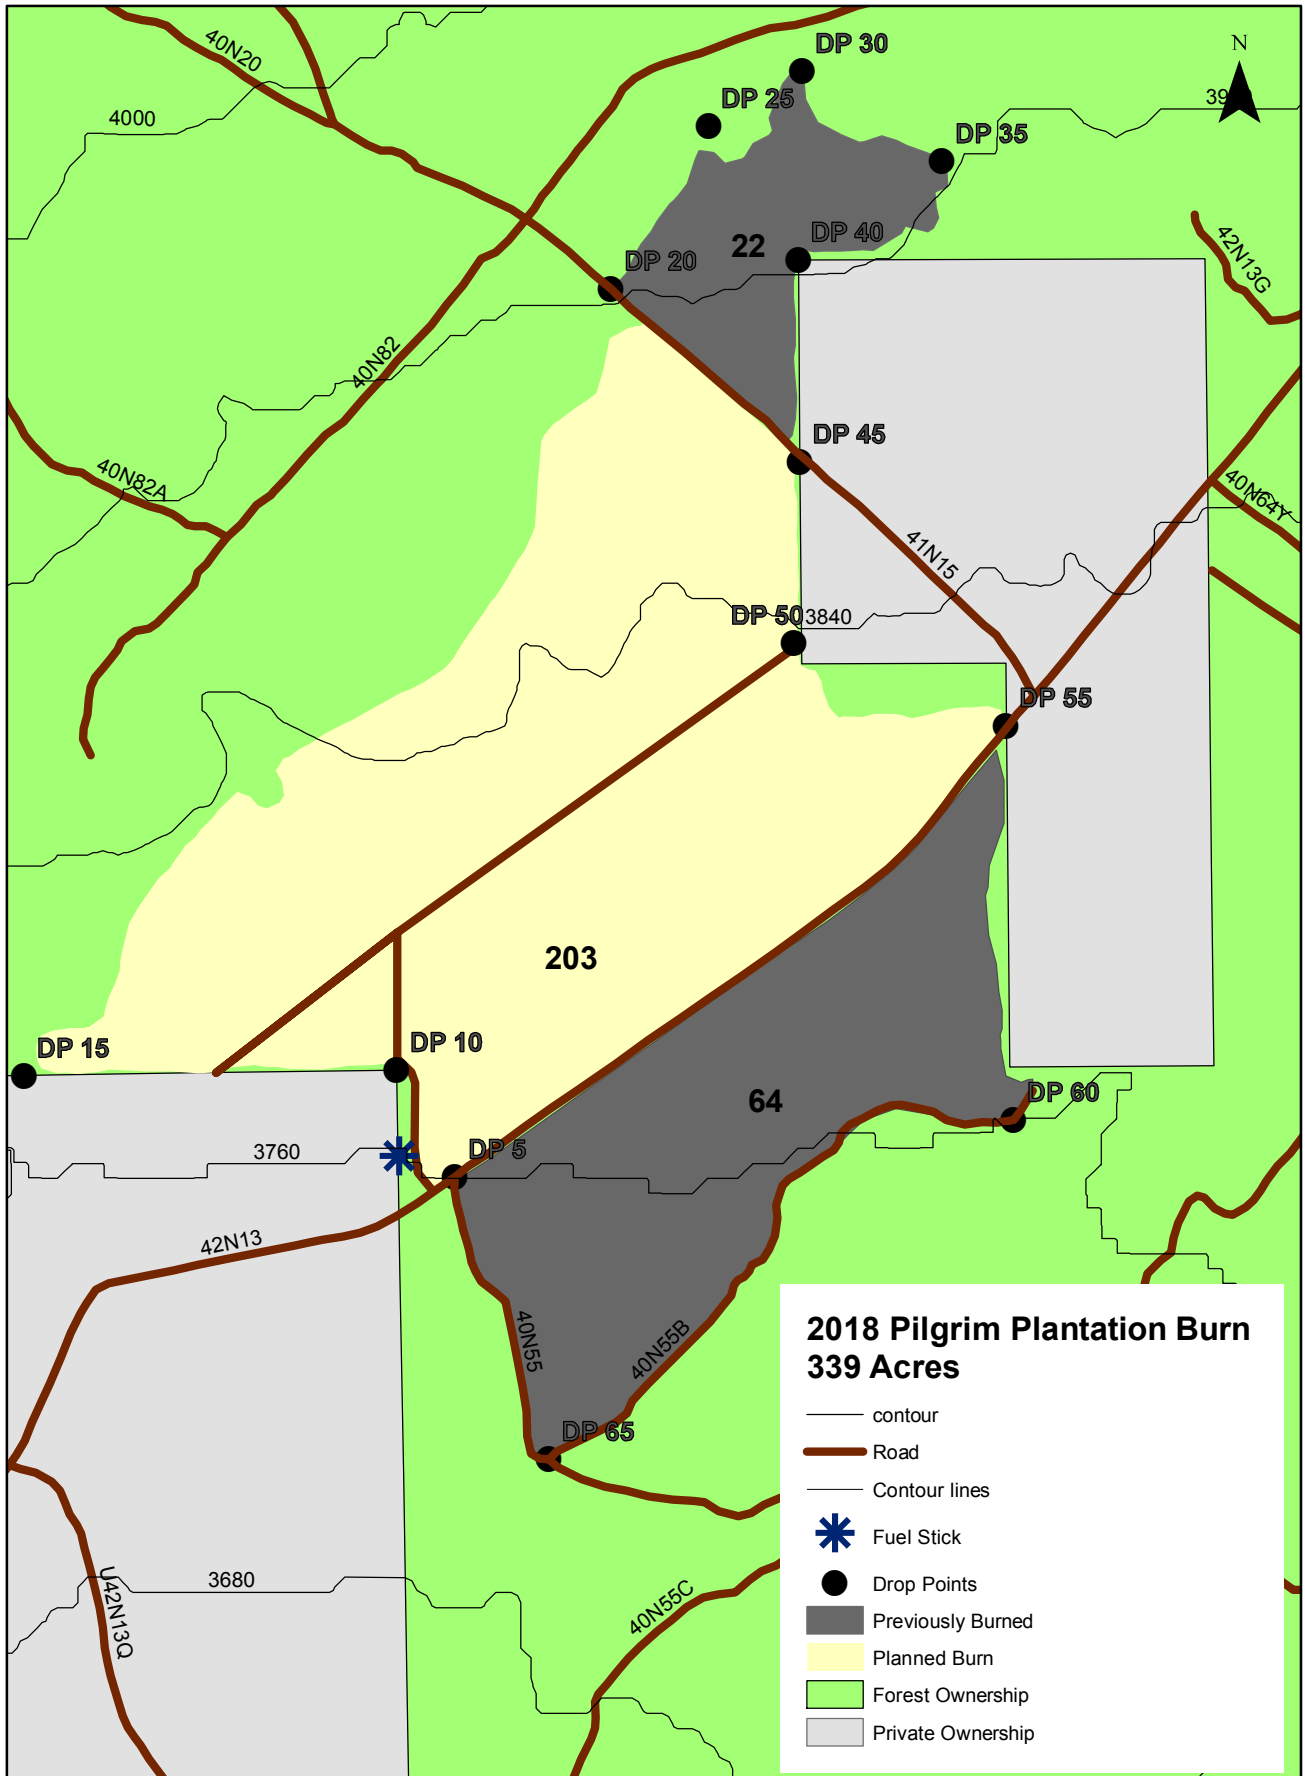 40N20
DP 30
N
DP 25
4000
DP 35
22
DP 40
42N13G
DP 20
40N82
DP 45
40N82A
40N64Y
41N15
DP 50
3840
DP 55
203
DP 15
DP 10
64
DP 60
3760
DP 5
42N13
40N55
40N55B
DP 65
3680
U42N13Q
40N55C
2018 Pilgrim Plantation Burn
339 Acres
contour
Road
Contour lines
Fuel Stick
Drop Points
Previously Burned
Planned Burn
Forest Ownership
Private Ownership